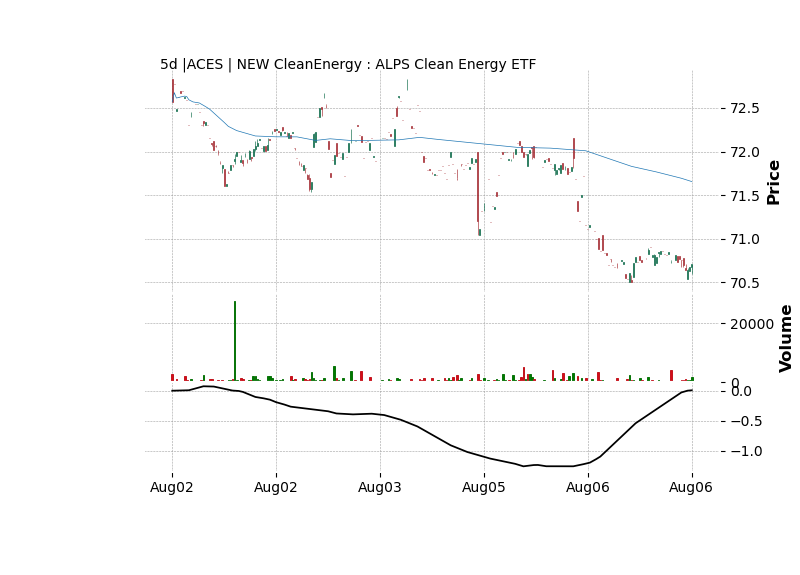 5d |ACES | NEW CleanEnergy : ALPS Clean Energy ETF
72.5
72.0
71.5
71.0
70.5
Price
20000
0
Volume
0.0
−0.5
−1.0
Aug02 Aug02 Aug03 Aug05 Aug06 Aug06